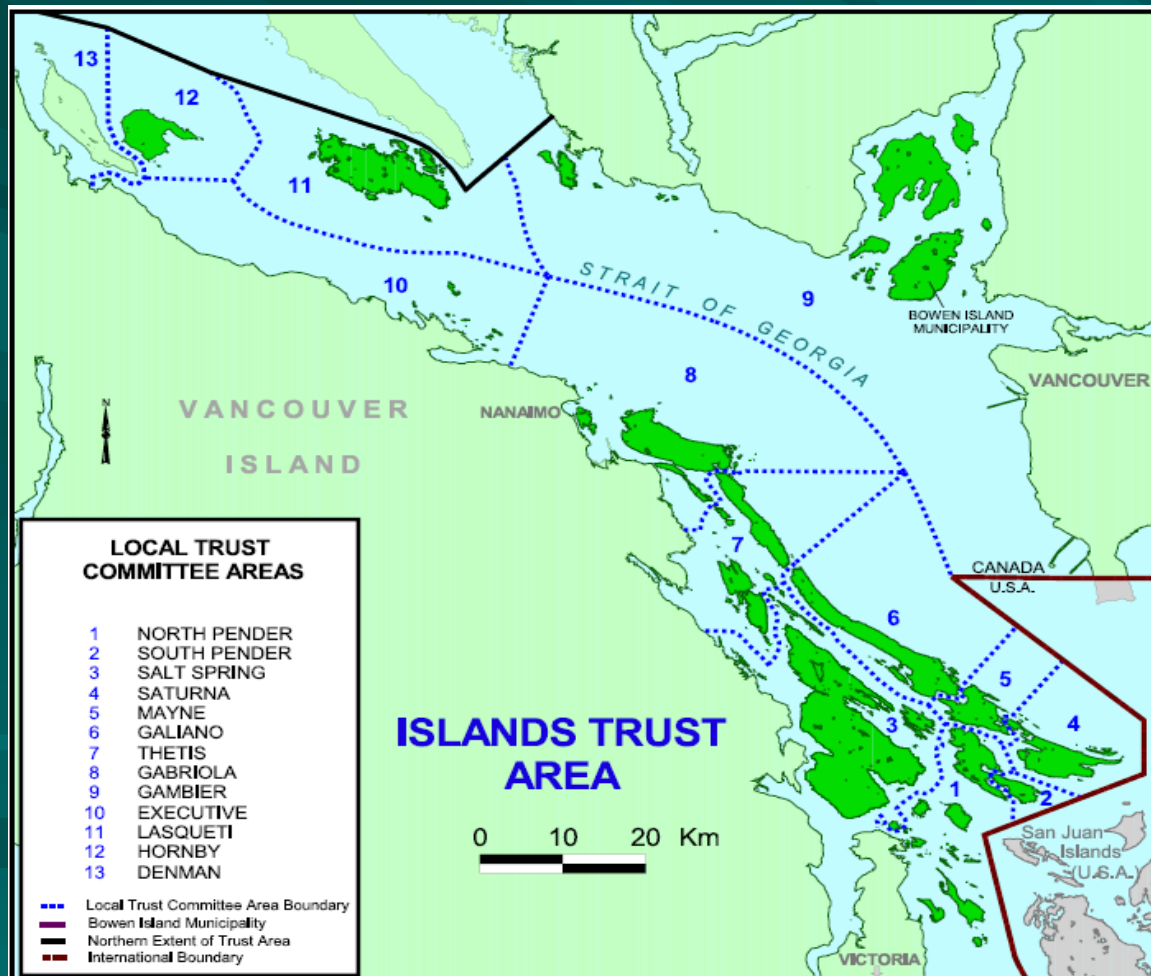 13
12
11
10
STRAIT OF GEORGIA
9
BOWEN ISLAND
MUNICIPALITY
8
VANCOUVER
VANCOUVER
ISLAND
N
NANAIMO
7
CANADA
U.S.A.
6
5
4
3
1
2
ISLANDS TRUST
AREA
0 10 20 Km
San Juan
Islands
(U.S.A.)
VICTORIA
LOCAL TRUST
COMMITTEE AREAS
1 NORTH PENDER
2 SOUTH PENDER
3 SALT SPRING
4 SATURNA
5 MAYNE
6 GALIANO
7 THETIS
8 GABRIOLA
9 GAMBIER
10 EXECUTIVE
11 LASQUETI
12 HORNBY
13 DENMAN
Local Trust Committee Area Boundary
Bowen Island Municipality
Northern Extent of Trust Area
International Boundary